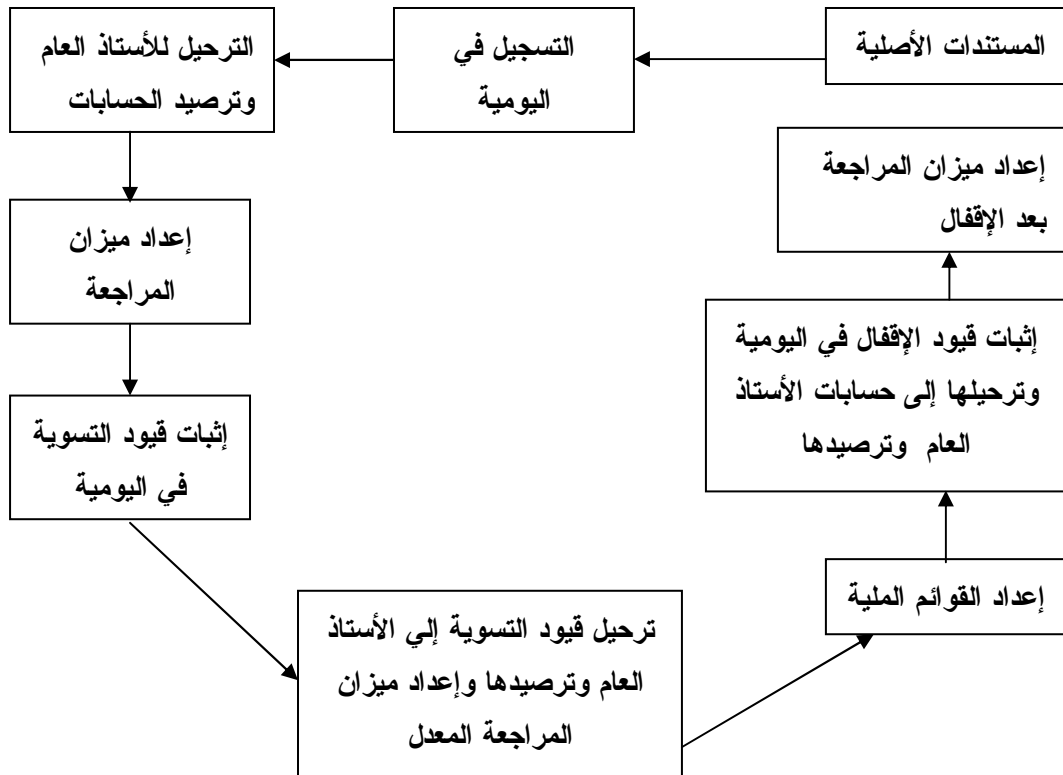 المستندات الأصلية
التسجيل في
اليومية
الترحيل للأستاذ العام
وترصيد الحسابات
إعداد ميزان
المراجعة
إثبات قيود التسوية
في اليومية
ترحيل قيود التسوية إلي الأستاذ
العام وترصيدها وإعداد ميزان
المراجعة المعدل
إعداد القوائم الملية
إثبات قيود الإقفال في اليومية
وترحيلها إلى حسابات الأستاذ
العام وترصيدها
إعداد ميزان المراجعة
بعد الإقفال